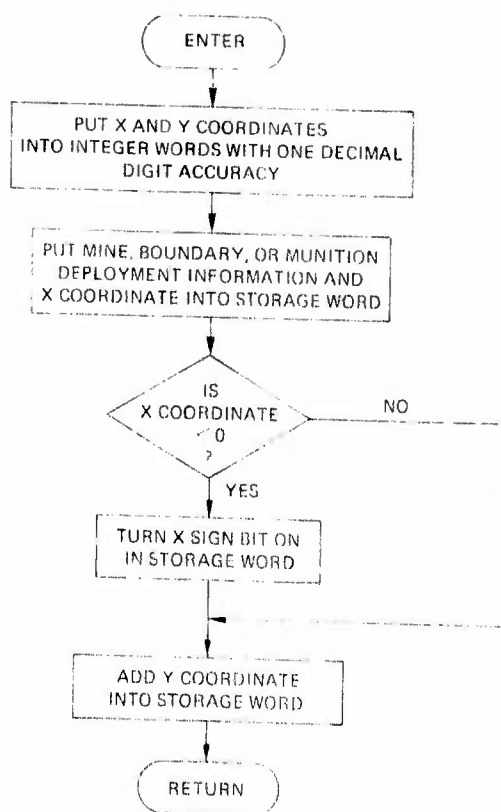 ENTER
PUT X AND Y COORDINATES
INTO INTEGER WORDS WITH ONE DECIMAL
DIGIT ACCURACY
PUT MINE, BOUNDARY, OR MUNITION
DEPLOYMENT INFORMATION AND
X COORDINATE INTO STORAGE WORD
IS
X COORDINATE
< 0
?
NO
YES
TURN X SIGN BIT ON
IN STORAGE WORD
ADD Y COORDINATE
INTO STORAGE WORD
RETURN